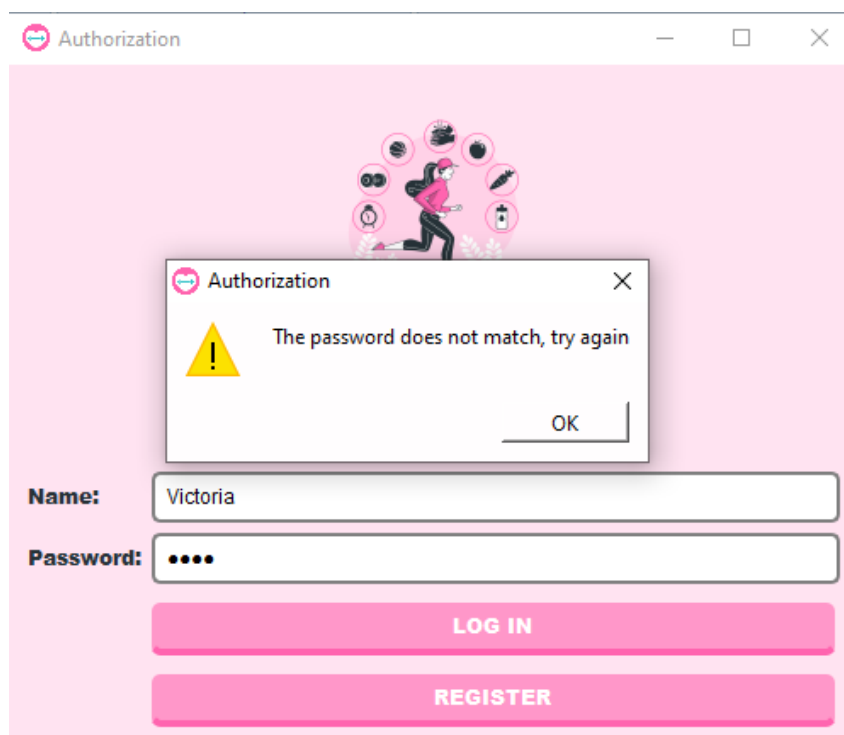 Authorization
Authorization
The password does not match, try again
OK
Name:
Victoria
Password:
••••
LOG IN
REGISTER